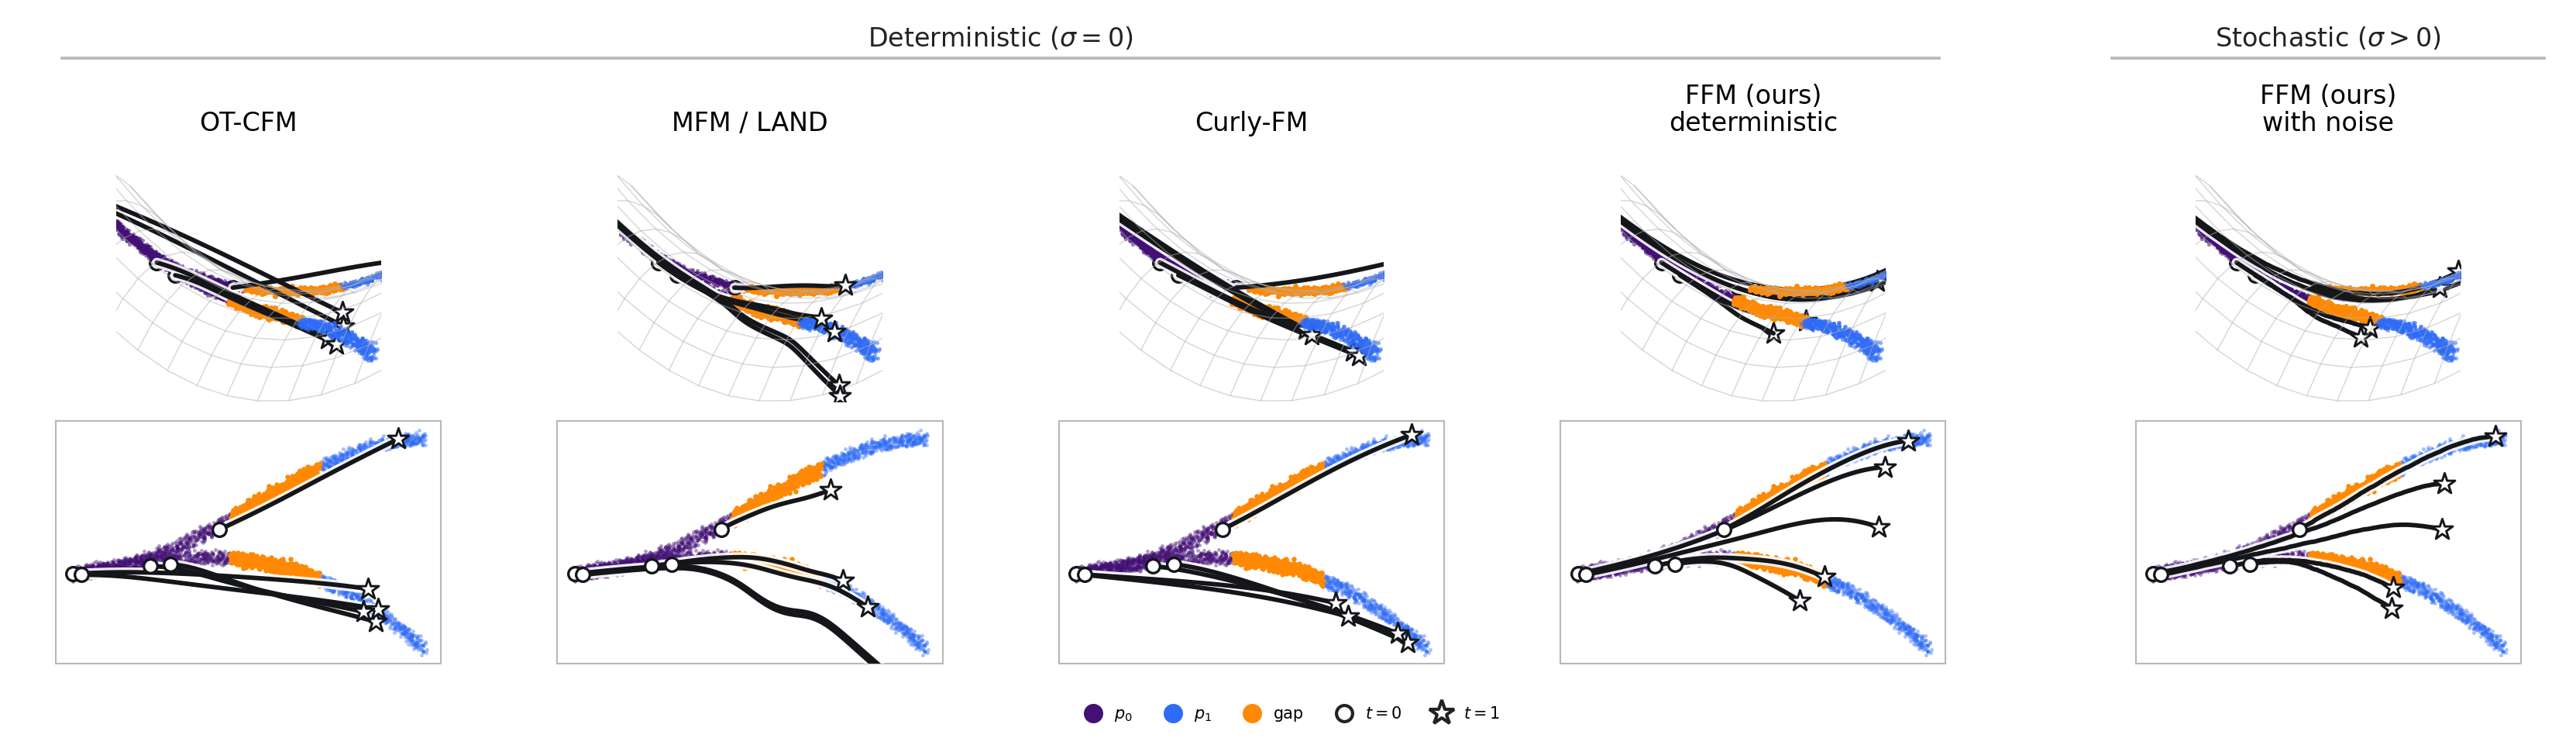 Deterministic (σ = 0)
Stochastic (σ > 0)
OT-CFM
MFM / LAND
Curly-FM
FFM (ours)
deterministic
FFM (ours)
with noise
p₀
p₁
gap
t = 0
t = 1